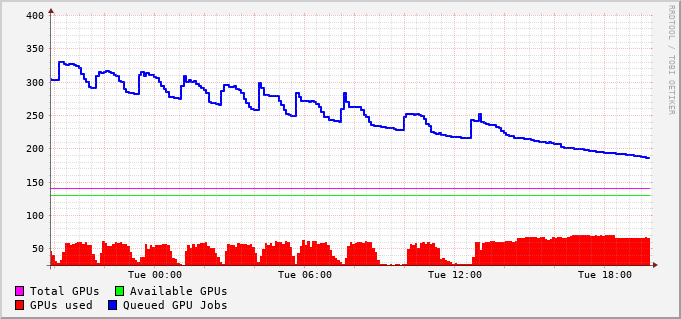 400
350
300
250
200
150
100
50
Tue 00:00 Tue 06:00 Tue 12:00 Tue 18:00
Total GPUs Available GPUs
GPUs used Queued GPU Jobs
RRDTOOL / TOBI OETIKER